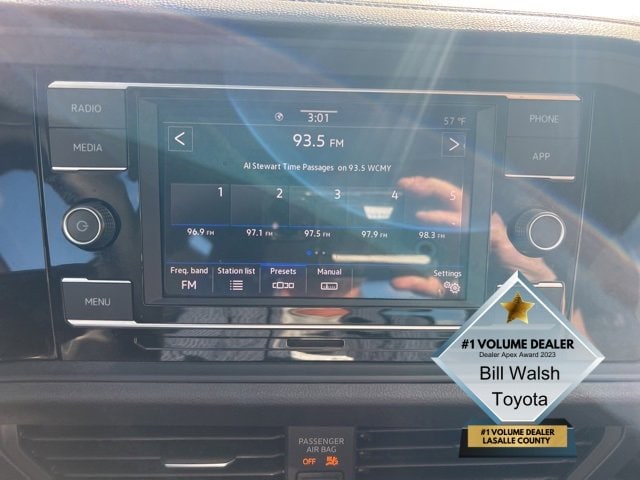 RADIO
MEDIA
MENU
PHONE
APP
3:01
57 °F
93.5 FM
Al Stewart Time Passages on 93.5 WCMY
1 2 3 4 5
96.9 FM 97.1 FM 97.5 FM 97.9 FM 98.3 FM
Freq. band Station list Presets Manual Settings
FM
#1 VOLUME DEALER
Dealer Apex Award 2023
Bill Walsh
Toyota
#1 VOLUME DEALER
LASALLE COUNTY
PASSENGER
AIR BAG
OFF